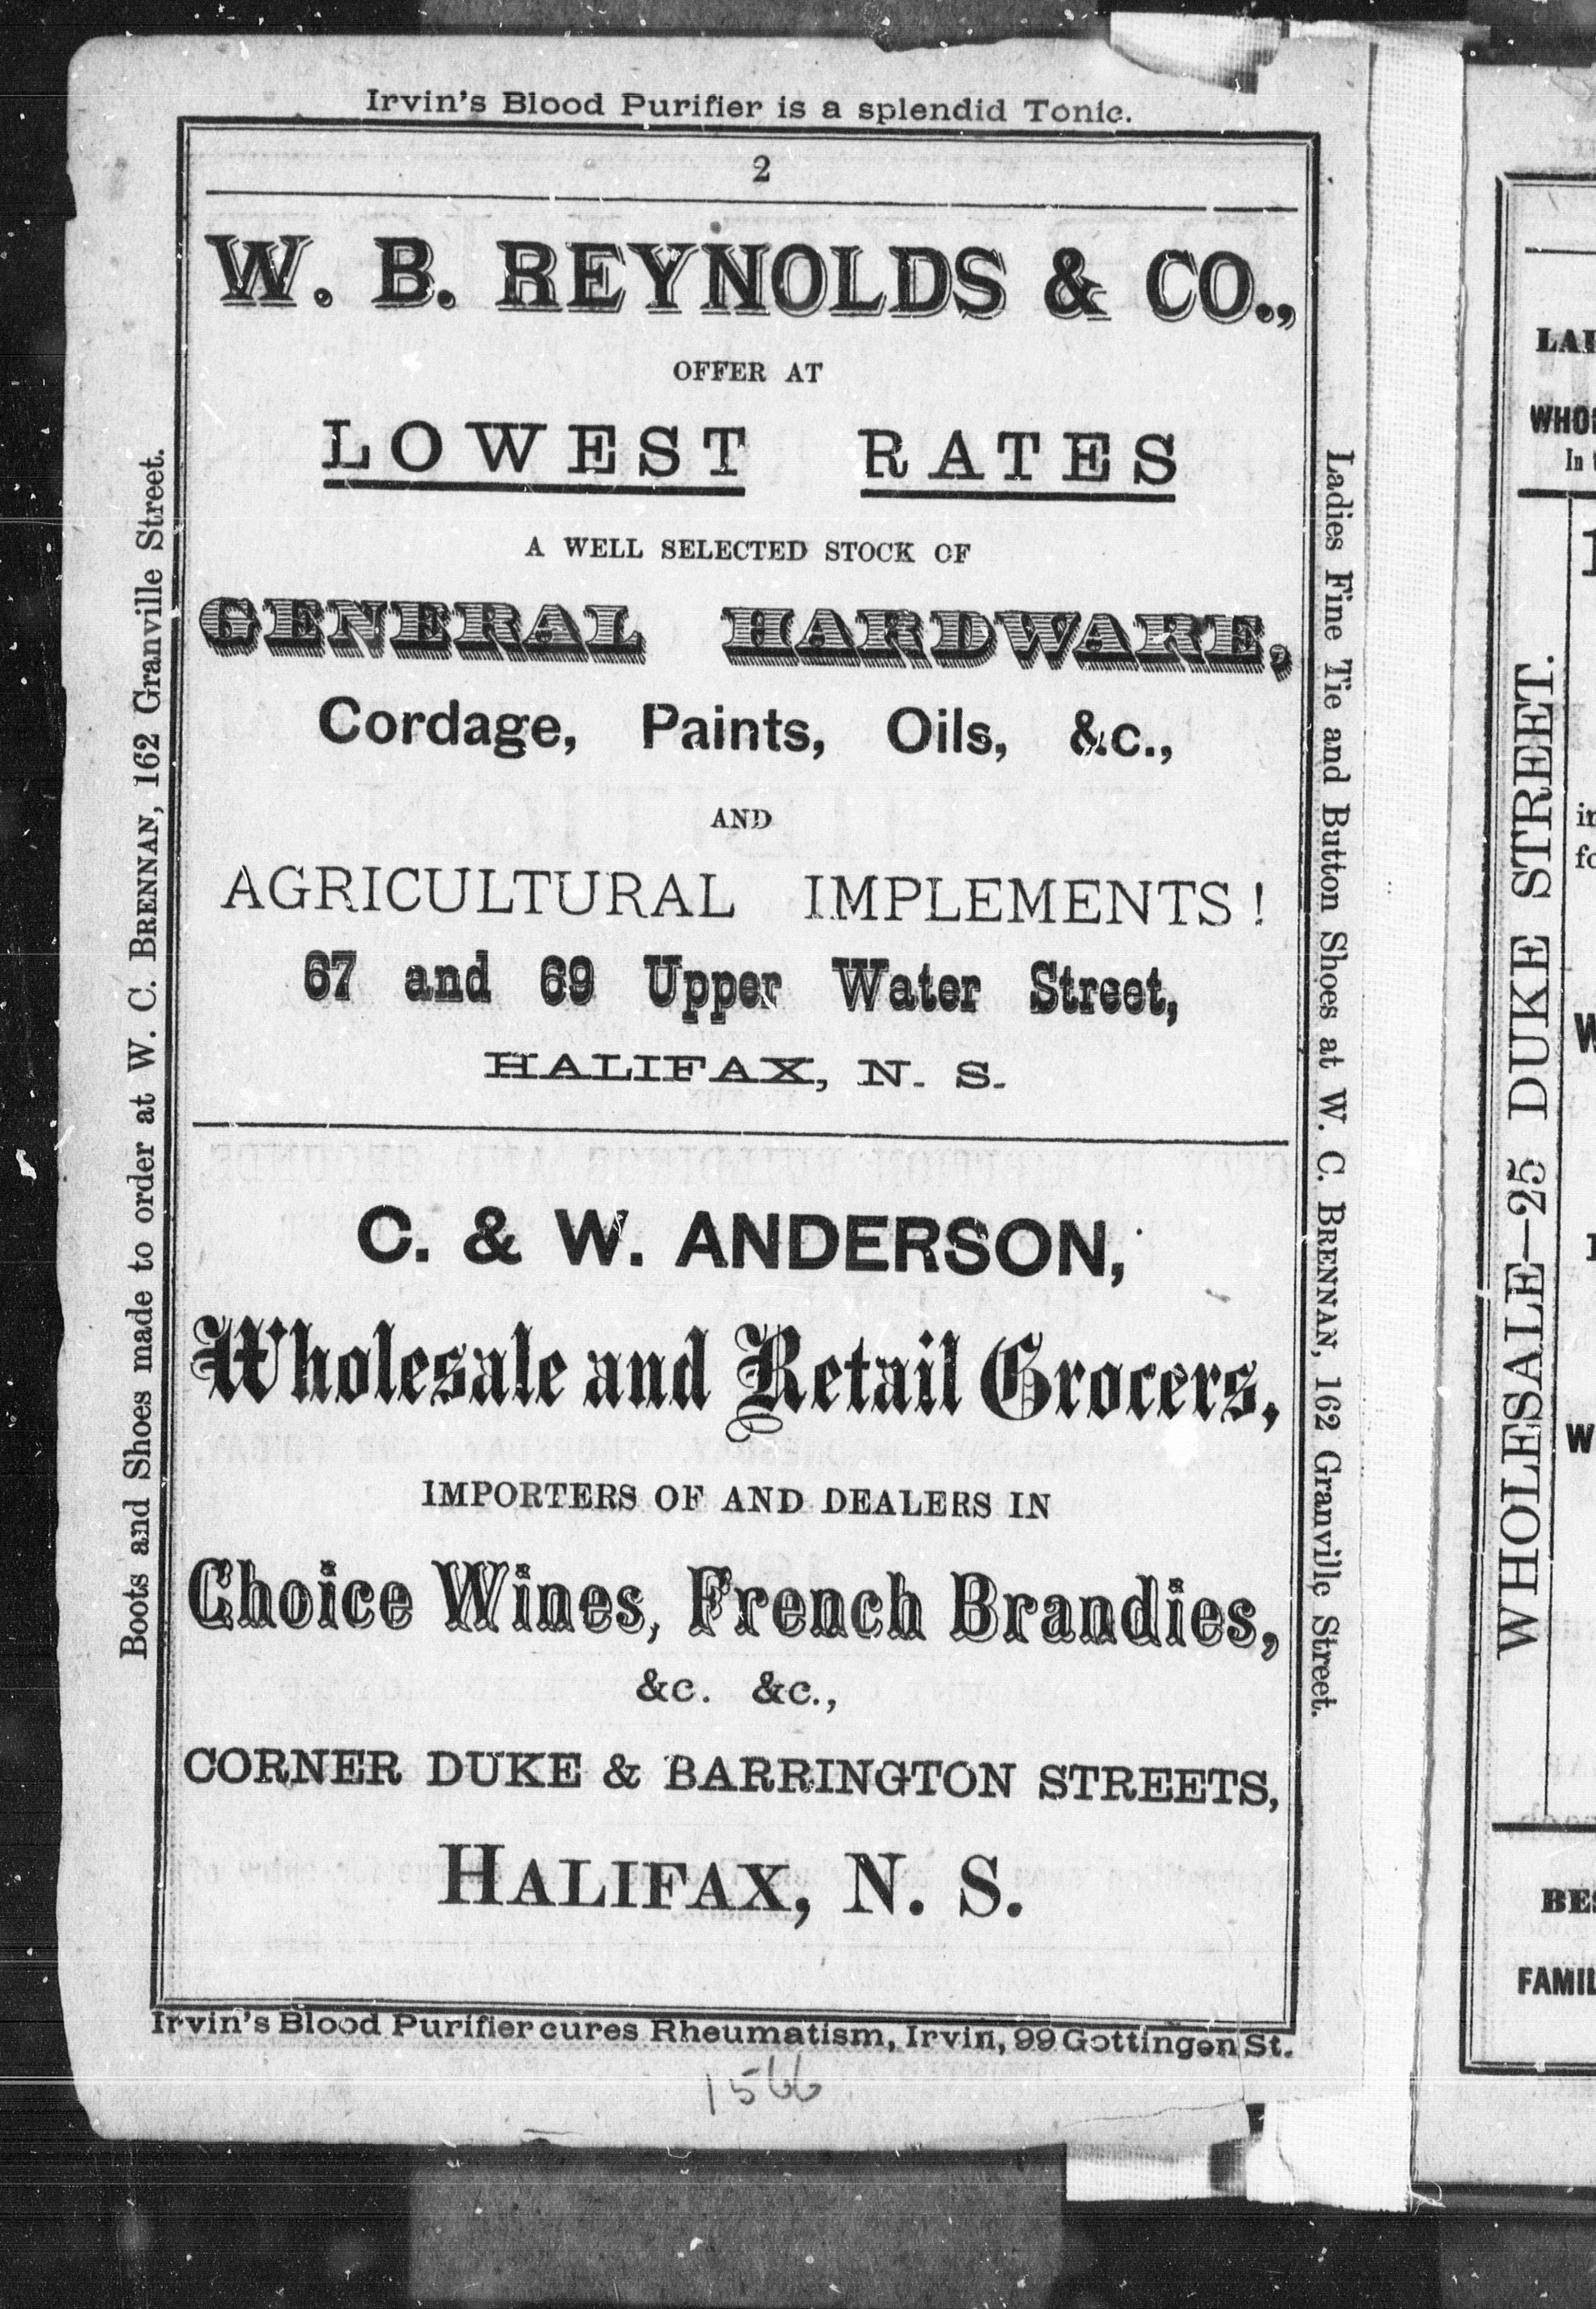 Irvin's Blood Purifier is a splendid Tonic.
2
W. B. REYNOLDS & CO.,
OFFER AT
LOWEST RATES
A WELL SELECTED STOCK OF
GENERAL HARDWARE,
Cordage, Paints, Oils, &c.,
AND
AGRICULTURAL IMPLEMENTS!
67 and 69 Upper Water Street,
HALIFAX, N. S.
C. & W. ANDERSON,
Wholesale and Retail Grocers,
IMPORTERS OF AND DEALERS IN
Choice Wines, French Brandies,
&c. &c.,
CORNER DUKE & BARRINGTON STREETS,
HALIFAX, N. S.
Irvin's Blood Purifier cures Rheumatism, Irvin, 99 Gottingen St.
1566
Boots and Shoes made to order at W. C. BRENNAN, 162 Granville Street.
Ladies Fine Tie and Button Shoes at W. C. BRENNAN, 162 Granville Street.
WHOLESALE—25 DUKE STREET.
In